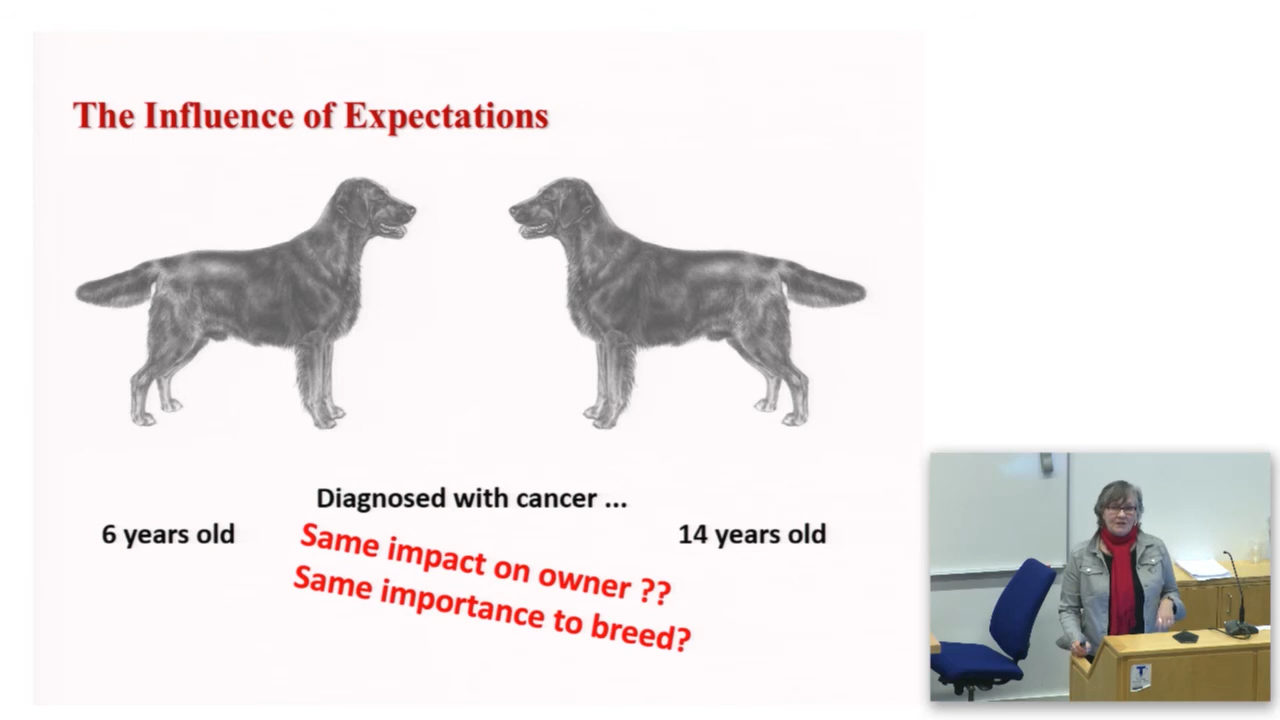 The Influence of Expectations
Diagnosed with cancer ...
6 years old
14 years old
Same impact on owner ??
Same importance to breed?